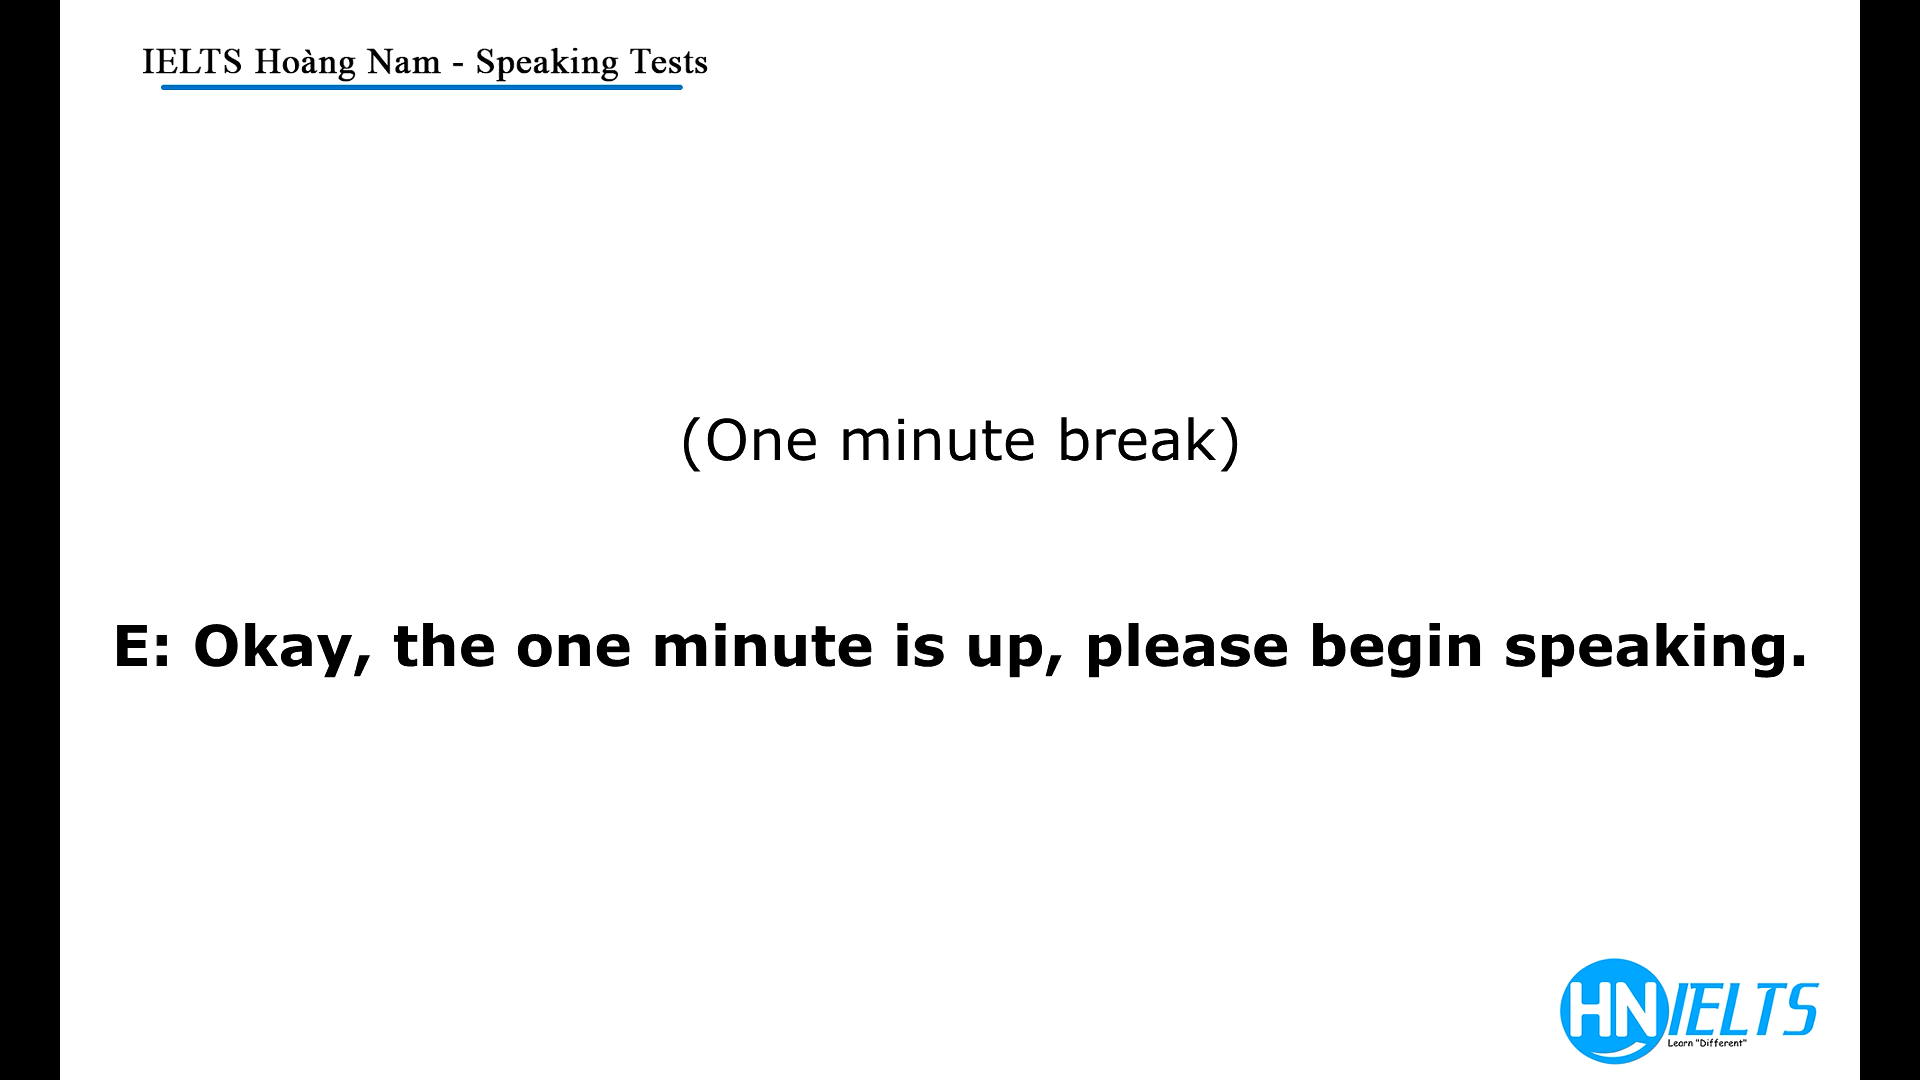 IELTS Hoàng Nam - Speaking Tests
(One minute break)
E: Okay, the one minute is up, please begin speaking.
HNIELTS
Learn "Different"